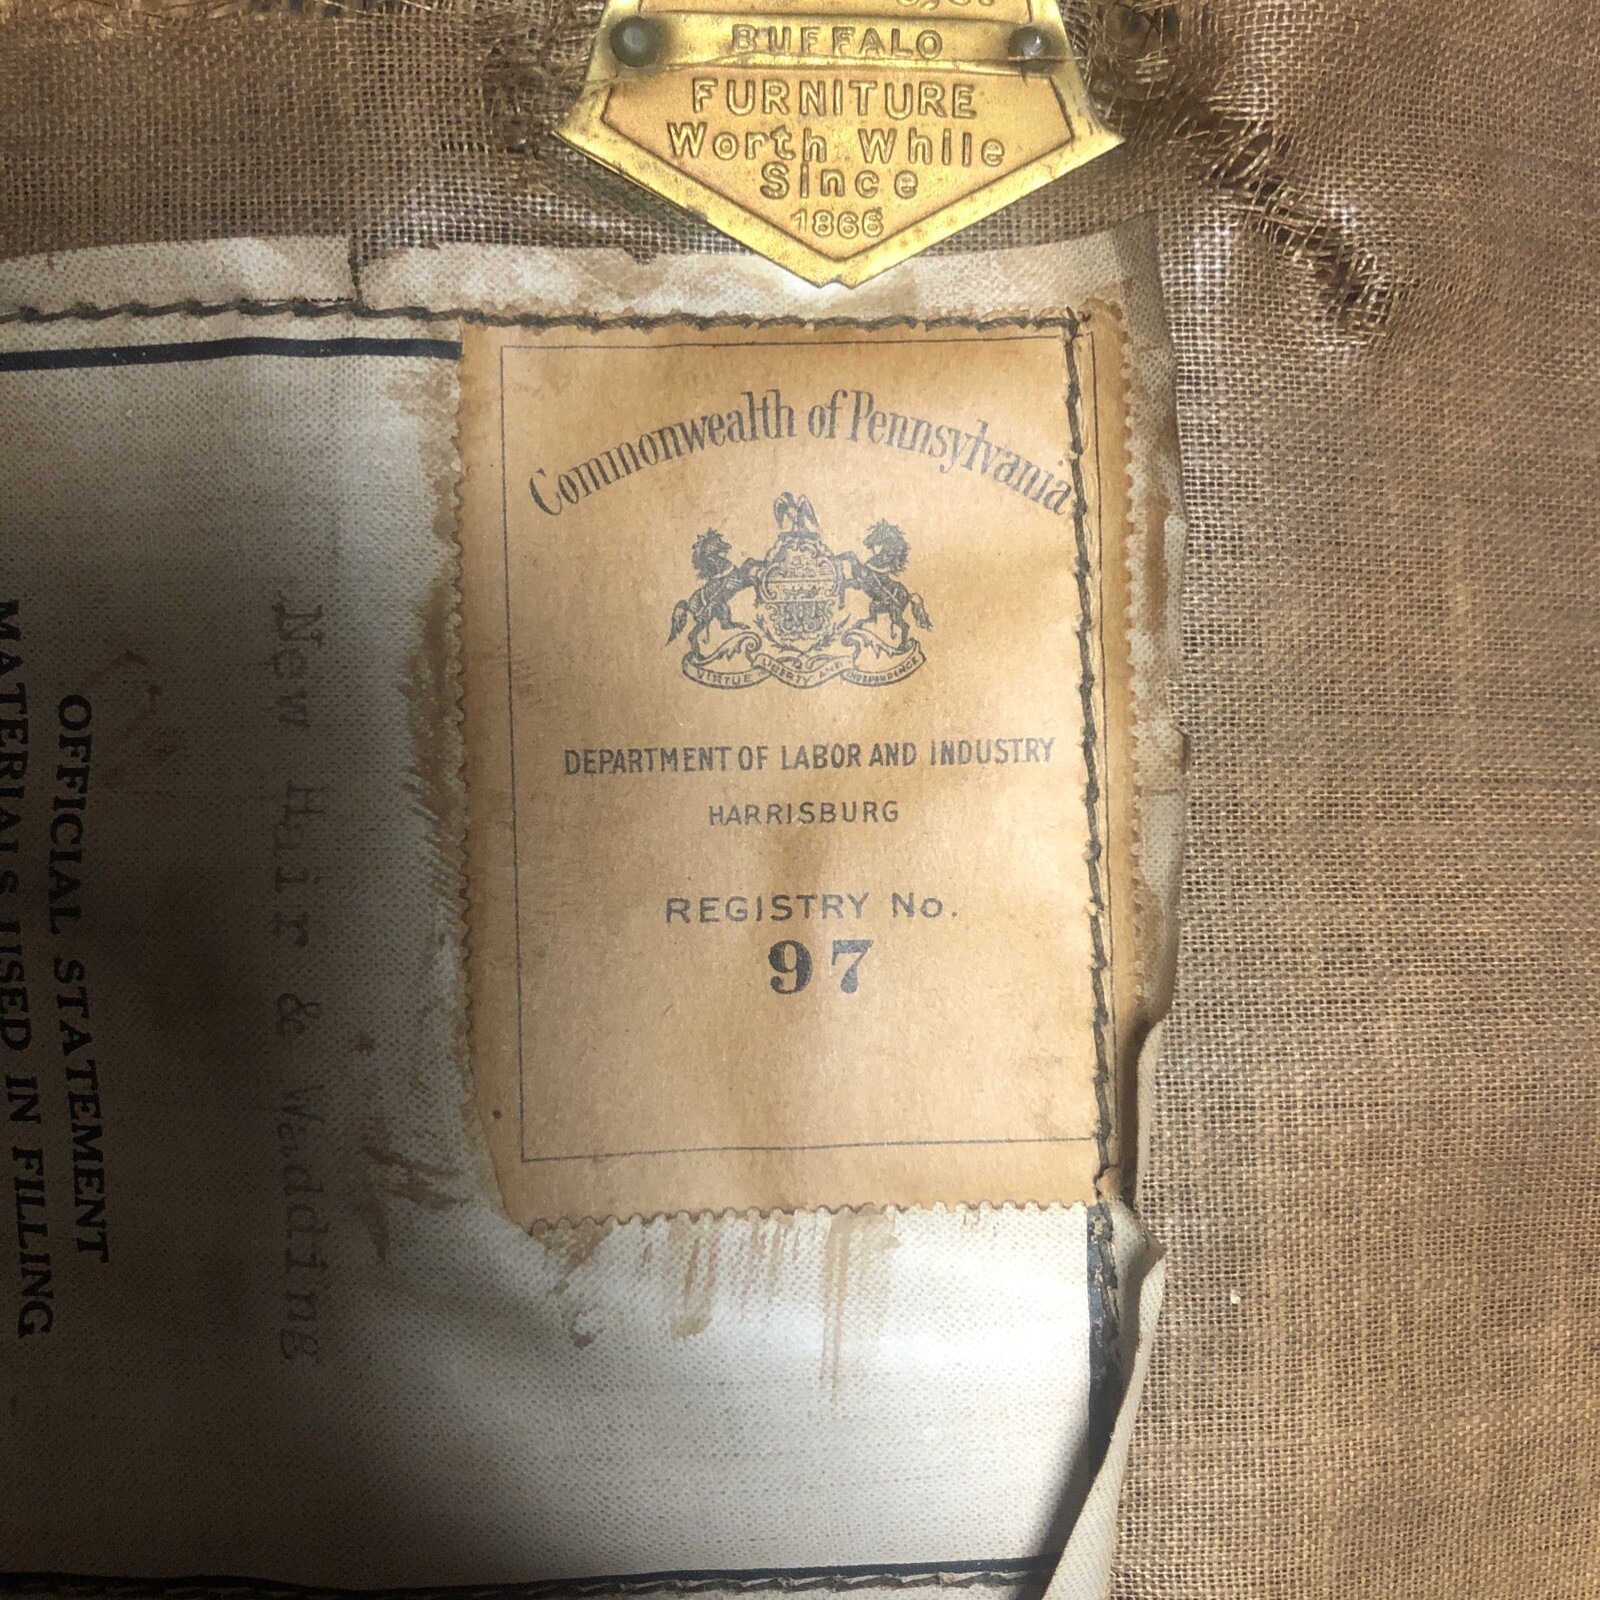 BUFFALO
FURNITURE
Worth While
Since
1866
Commonwealth of Pennsylvania
VIRTUE LIBERTY AND INDEPENDENCE
DEPARTMENT OF LABOR AND INDUSTRY
HARRISBURG
REGISTRY No.
97
New Hair & Wadding
OFFICIAL STATEMENT
MATERIALS USED IN FILLING